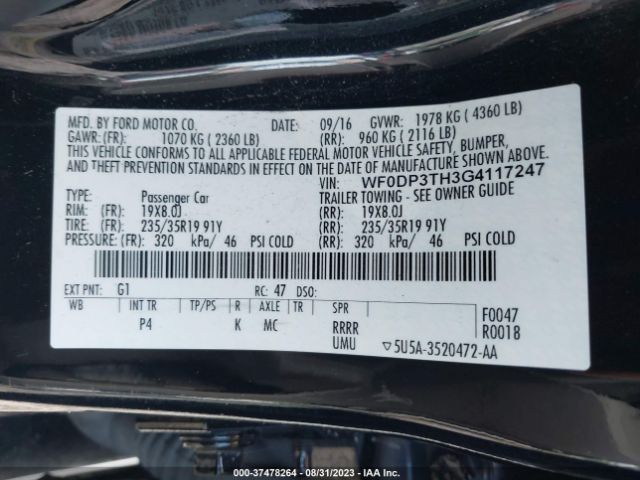 MFD. BY FORD MOTOR CO. DATE: 09/16 GVWR: 1978 KG ( 4360 LB)
GAWR: (FR): 1070 KG ( 2360 LB) (RR): 960 KG ( 2116 LB)
THIS VEHICLE CONFORMS TO ALL APPLICABLE FEDERAL MOTOR VEHICLE SAFETY, BUMPER,
AND THEFT PREVENTION STANDARDS IN EFFECT ON THE DATE OF MANUFACTURE SHOWN ABOVE.
VIN: WF0DP3TH3G4117247
TYPE: Passenger Car TRAILER TOWING - SEE OWNER GUIDE
RIM: (FR): 19X8.0J (RR): 19X8.0J
TIRE: (FR): 235/35R19 91Y (RR): 235/35R19 91Y
PRESSURE: (FR): 320 kPa/ 46 PSI COLD (RR): 320 kPa/ 46 PSI COLD
EXT PNT: G1 RC: 47 DSO:
WB INT TR TP/PS R AXLE TR SPR F0047
P4 K MC RRRR R0018
UMU ▽5U5A-3520472-AA
000-37478264 - 08/31/2023 - IAA Inc.